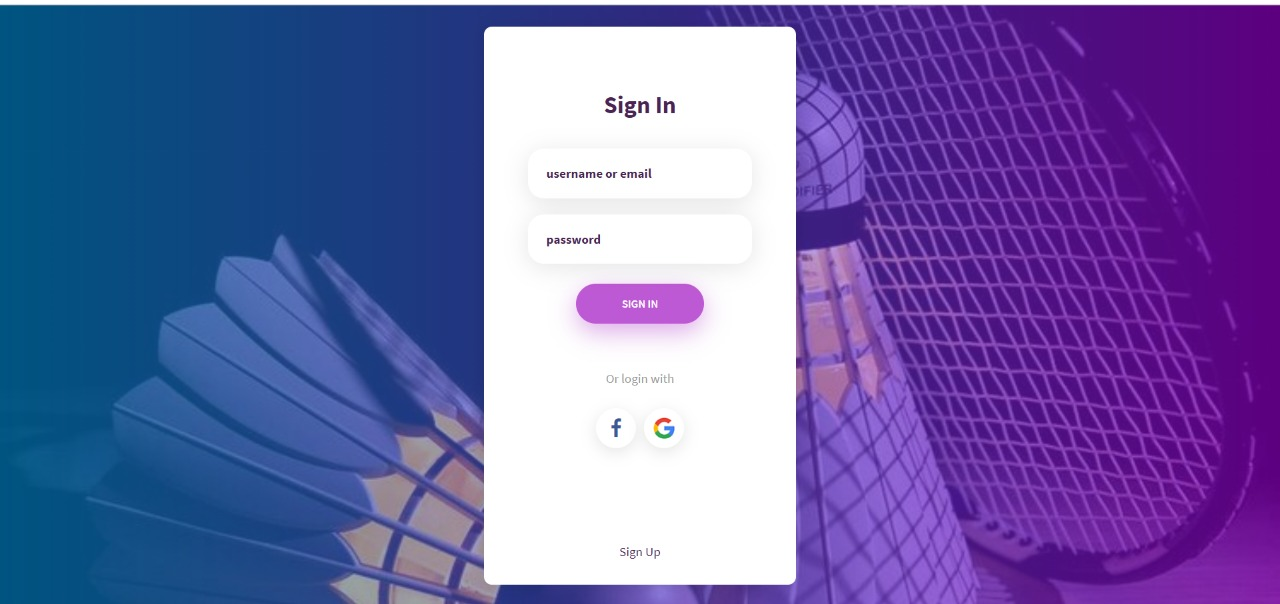 Sign In
username or email
password
SIGN IN
Or login with
Sign Up